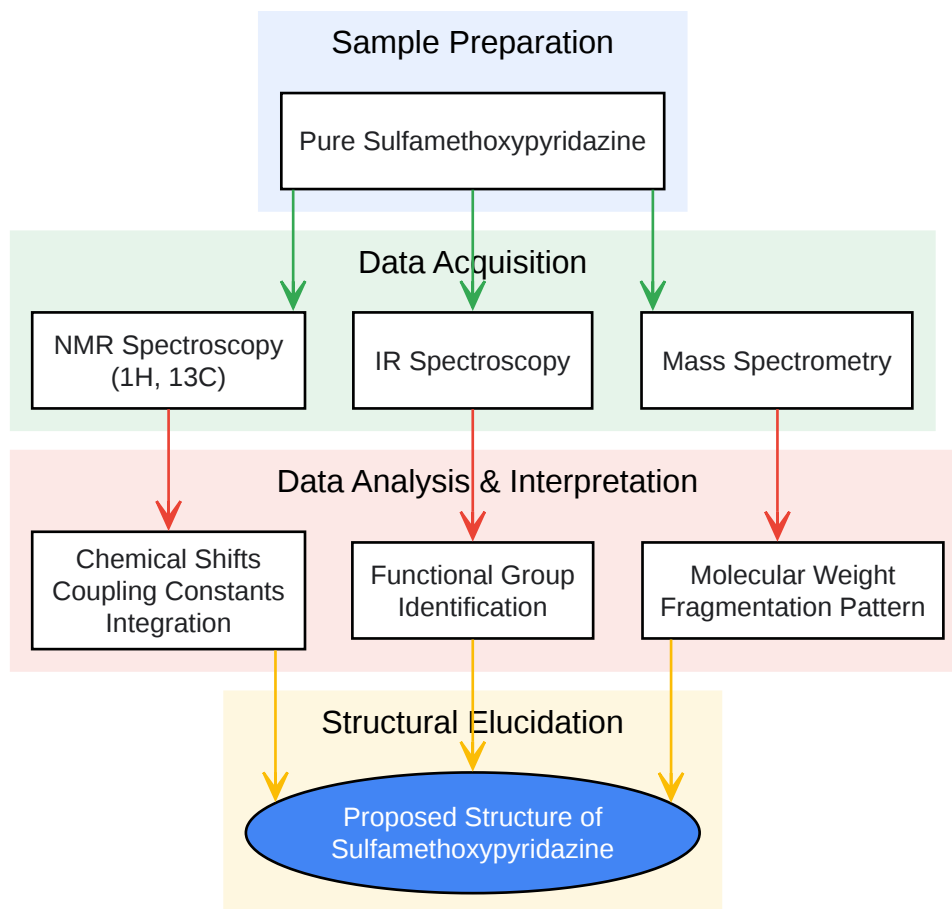 Sample Preparation
Pure Sulfamethoxypyridazine
Data Acquisition
NMR Spectroscopy
(1H, 13C)
IR Spectroscopy
Mass Spectrometry
Data Analysis & Interpretation
Chemical Shifts
Coupling Constants
Integration
Functional Group
Identification
Molecular Weight
Fragmentation Pattern
Structural Elucidation
Proposed Structure of
Sulfamethoxypyridazine